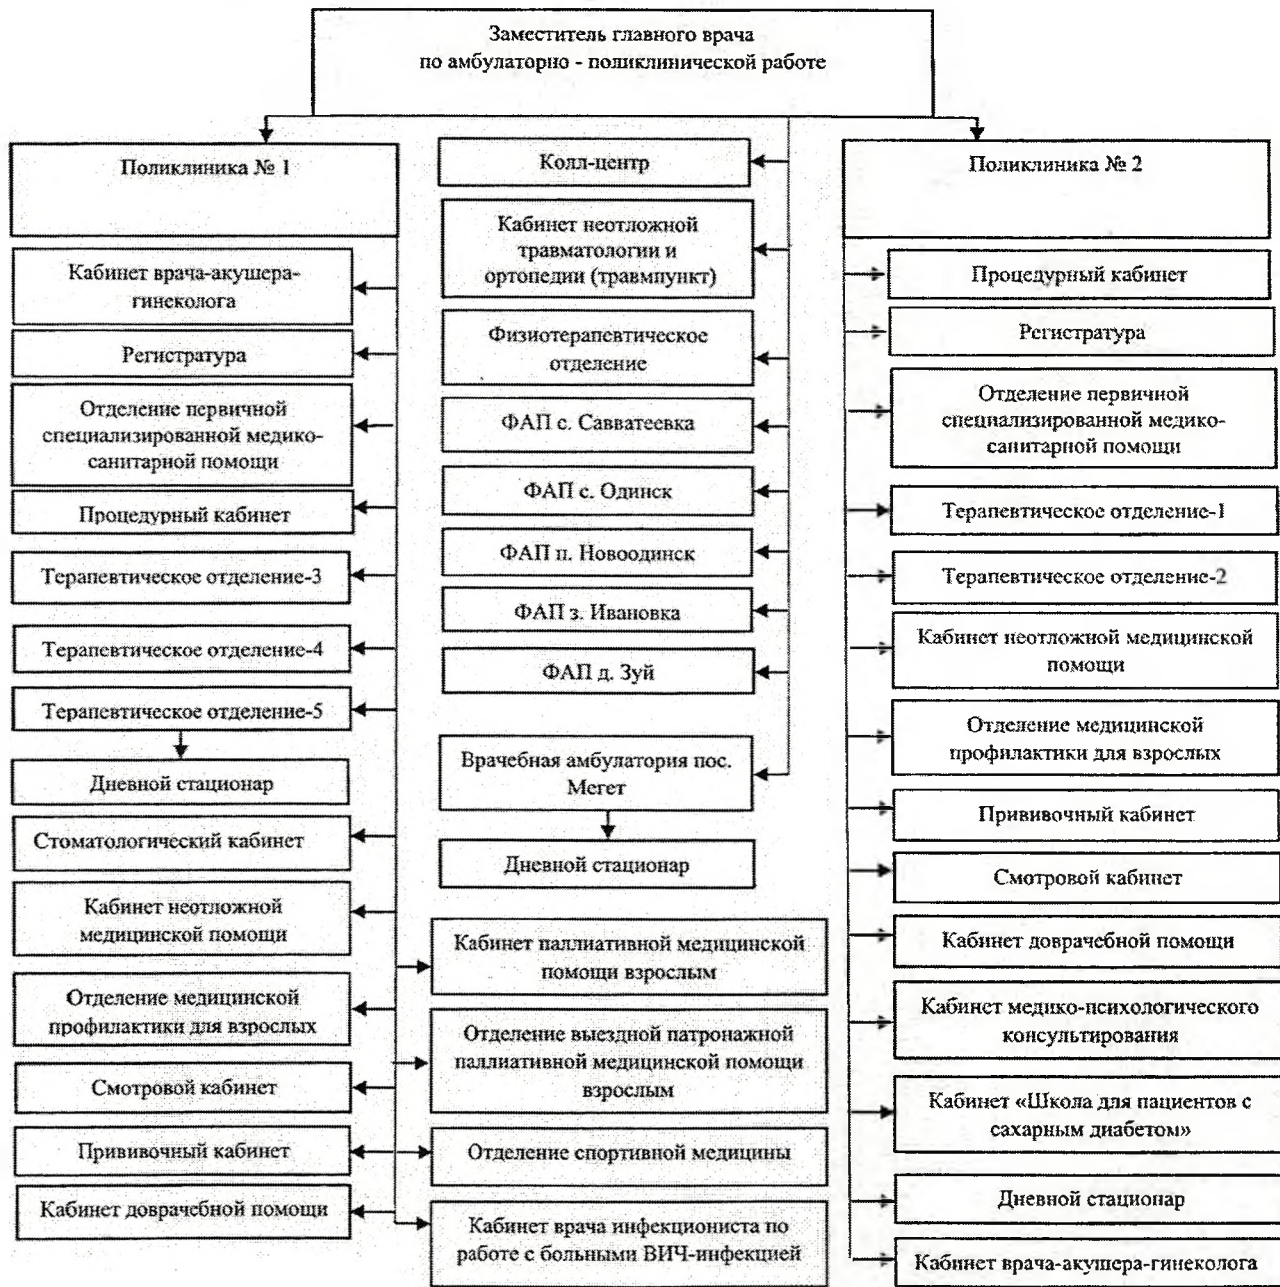 Заместитель главного врача
по амбулаторно - поликлинической работе
Поликлиника № 1
Кабинет врача-акушера-
гинеколога
Регистратура
Отделение первичной
специализированной медико-
санитарной помощи
Процедурный кабинет
Терапевтическое отделение-3
Терапевтическое отделение-4
Терапевтическое отделение-5
Дневной стационар
Стоматологический кабинет
Кабинет неотложной
медицинской помощи
Отделение медицинской
профилактики для взрослых
Смотровой кабинет
Прививочный кабинет
Кабинет доврачебной помощи
Колл-центр
Кабинет неотложной
травматологии и
ортопедии (травмпункт)
Физиотерапевтическое
отделение
ФАП с. Савватеевка
ФАП с. Одинск
ФАП п. Новоодинск
ФАП з. Ивановка
ФАП д. Зуй
Врачебная амбулатория пос.
Мегет
Дневной стационар
Кабинет паллиативной медицинской
помощи взрослым
Отделение выездной патронажной
паллиативной медицинской помощи
взрослым
Отделение спортивной медицины
Кабинет врача инфекциониста по
работе с больными ВИЧ-инфекцией
Поликлиника № 2
Процедурный кабинет
Регистратура
Отделение первичной
специализированной медико-
санитарной помощи
Терапевтическое отделение-1
Терапевтическое отделение-2
Кабинет неотложной медицинской
помощи
Отделение медицинской
профилактики для взрослых
Прививочный кабинет
Смотровой кабинет
Кабинет доврачебной помощи
Кабинет медико-психологического
консультирования
Кабинет «Школа для пациентов с
сахарным диабетом»
Дневной стационар
Кабинет врача-акушера-гинеколога